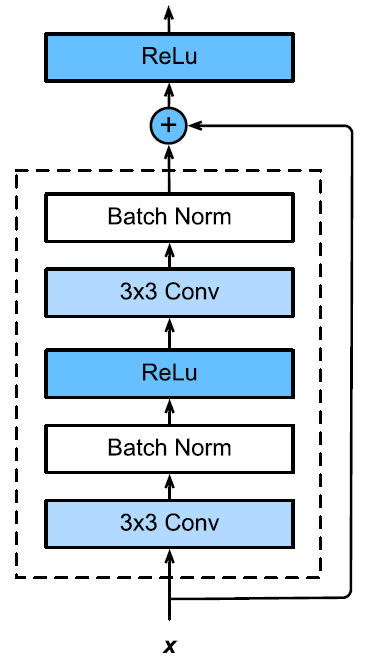 ReLu
+
Batch Norm
3x3 Conv
ReLu
Batch Norm
3x3 Conv
x